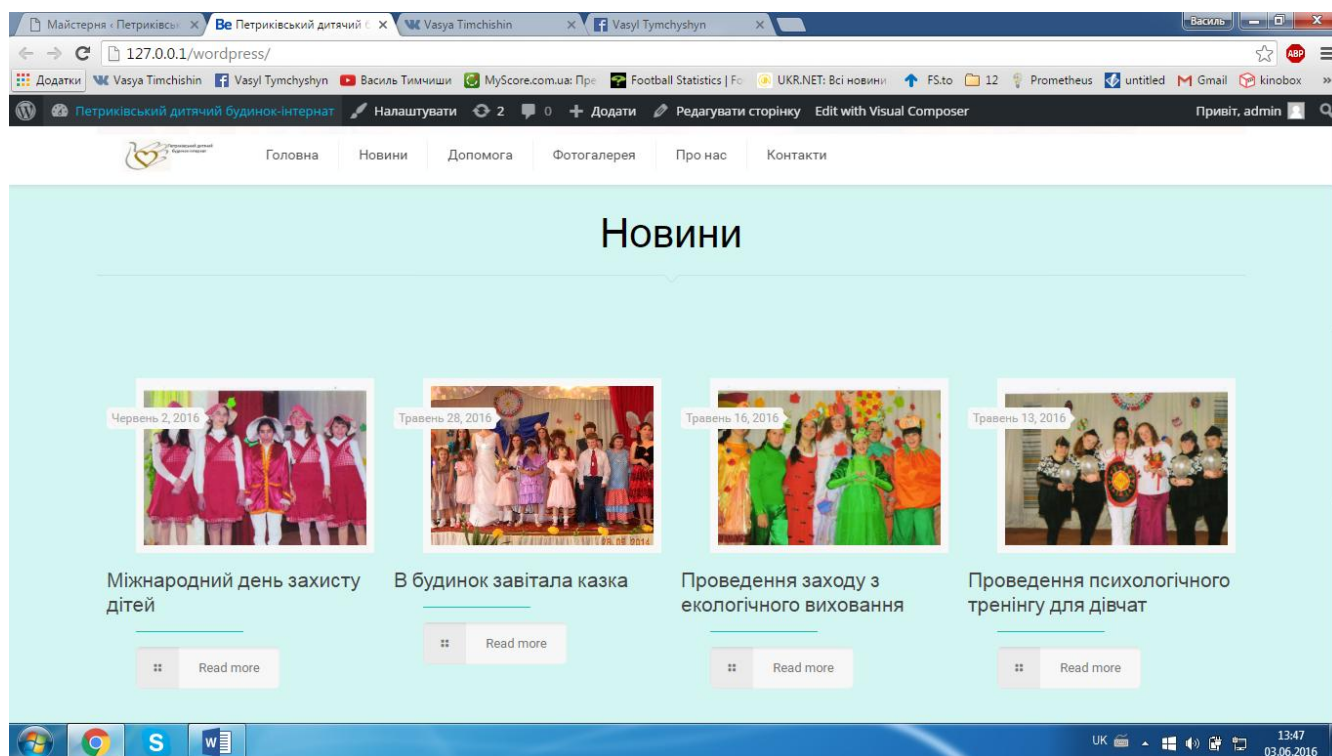 Майстерня ‹ Петриківськ
Ве Петриківський дитячий б
Vasya Timchishin
Vasyl Tymchyshyn
Василь
127.0.0.1/wordpress/
ABP
Додатки
Vasya Timchishin
Vasyl Tymchyshyn
Василь Тимчиши
MyScore.com.ua: Пре
Football Statistics | Fo
UKR.NET: Всі новини
FS.to
12
Prometheus
untitled
Gmail
kinobox
»
Петриківський дитячий будинок-інтернат
Налаштувати
2
0
Додати
Редагувати сторінку
Edit with Visual Composer
Привіт, admin
Головна
Новини
Допомога
Фотогалерея
Про нас
Контакти
Новини
Червень 2, 2016
Травень 28, 2016
Травень 16, 2016
Травень 13, 2016
Міжнародний день захисту
дітей
Read more
В будинок завітала казка
Read more
Проведення заходу з
екологічного виховання
Read more
Проведення психологічного
тренінгу для дівчат
Read more
UK
13:47
03.06.2016